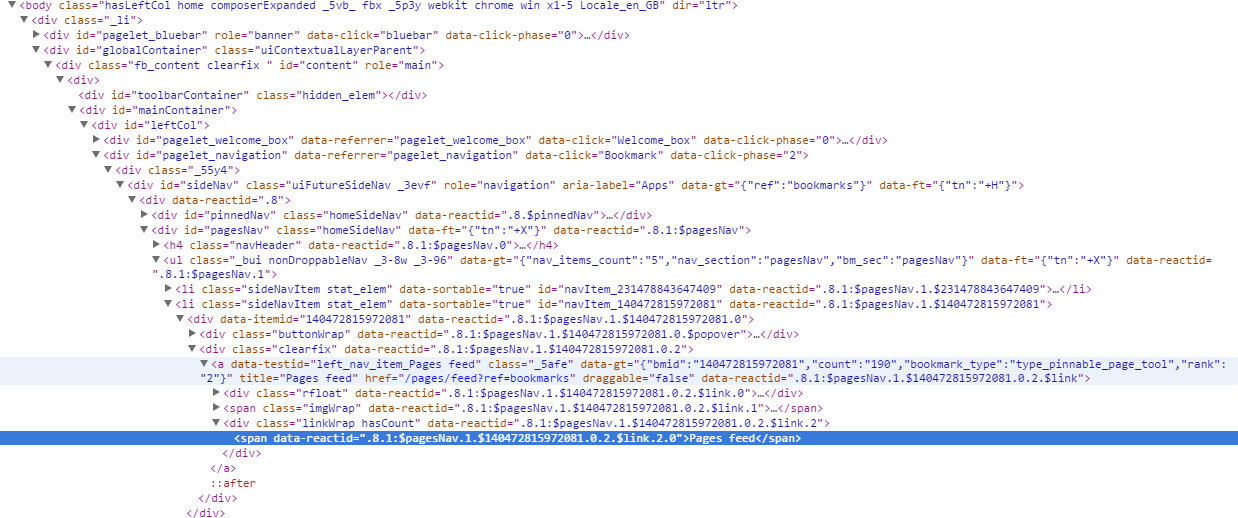 <body class="hasLeftCol home composerExpanded _5vb_ fbx _5p3y webkit chrome win x1-5 Locale_en_GB" dir="ltr">
<div class="_li">
<div id="pagelet_bluebar" role="banner" data-click="bluebar" data-click-phase="0">…</div>
<div id="globalContainer" class="uiContextualLayerParent">
<div class="fb_content clearfix " id="content" role="main">
<div>
<div id="toolbarContainer" class="hidden_elem"></div>
<div id="mainContainer">
<div id="leftCol">
<div id="pagelet_welcome_box" data-referrer="pagelet_welcome_box" data-click="Welcome_box" data-click-phase="0">…</div>
<div id="pagelet_navigation" data-referrer="pagelet_navigation" data-click="Bookmark" data-click-phase="2">
<div class="_55y4">
<div id="sideNav" class="uiFutureSideNav _3evf" role="navigation" aria-label="Apps" data-gt="{"ref":"bookmarks"}" data-ft="{"tn":"+H"}">
<div data-reactid=".8">
<div id="pinnedNav" class="homeSideNav" data-reactid=".8.$pinnedNav">…</div>
<div id="pagesNav" class="homeSideNav" data-ft="{"tn":"+X"}" data-reactid=".8.1:$pagesNav">
<h4 class="navHeader" data-reactid=".8.1:$pagesNav.0">…</h4>
<ul class="_bui nonDroppableNav _3-8w _3-96" data-gt="{"nav_items_count":"5","nav_section":"pagesNav","bm_sec":"pagesNav"}" data-ft="{"tn":"+X"}" data-reactid=
".8.1:$pagesNav.1">
<li class="sideNavItem stat_elem" data-sortable="true" id="navItem_231478843647409" data-reactid=".8.1:$pagesNav.1.$231478843647409">…</li>
<li class="sideNavItem stat_elem" data-sortable="true" id="navItem_140472815972081" data-reactid=".8.1:$pagesNav.1.$140472815972081">
<div data-itemid="140472815972081" data-reactid=".8.1:$pagesNav.1.$140472815972081.0">
<div class="buttonWrap" data-reactid=".8.1:$pagesNav.1.$140472815972081.0.$popover">…</div>
<div class="clearfix" data-reactid=".8.1:$pagesNav.1.$140472815972081.0.2">
<a data-testid="left_nav_item_Pages feed" class="_5afe" data-gt="{"bmid":"140472815972081","count":"190","bookmark_type":"type_pinnable_page_tool","rank":
"2"}" title="Pages feed" href="/pages/feed?ref=bookmarks" draggable="false" data-reactid=".8.1:$pagesNav.1.$140472815972081.0.2.$link">
<div class="rfloat" data-reactid=".8.1:$pagesNav.1.$140472815972081.0.2.$link.0">…</div>
<span class="imgWrap" data-reactid=".8.1:$pagesNav.1.$140472815972081.0.2.$link.1">…</span>
<div class="linkWrap hasCount" data-reactid=".8.1:$pagesNav.1.$140472815972081.0.2.$link.2">
<span data-reactid=".8.1:$pagesNav.1.$140472815972081.0.2.$link.2.0">Pages feed</span>
</div>
</a>
::after
</div>
</div>